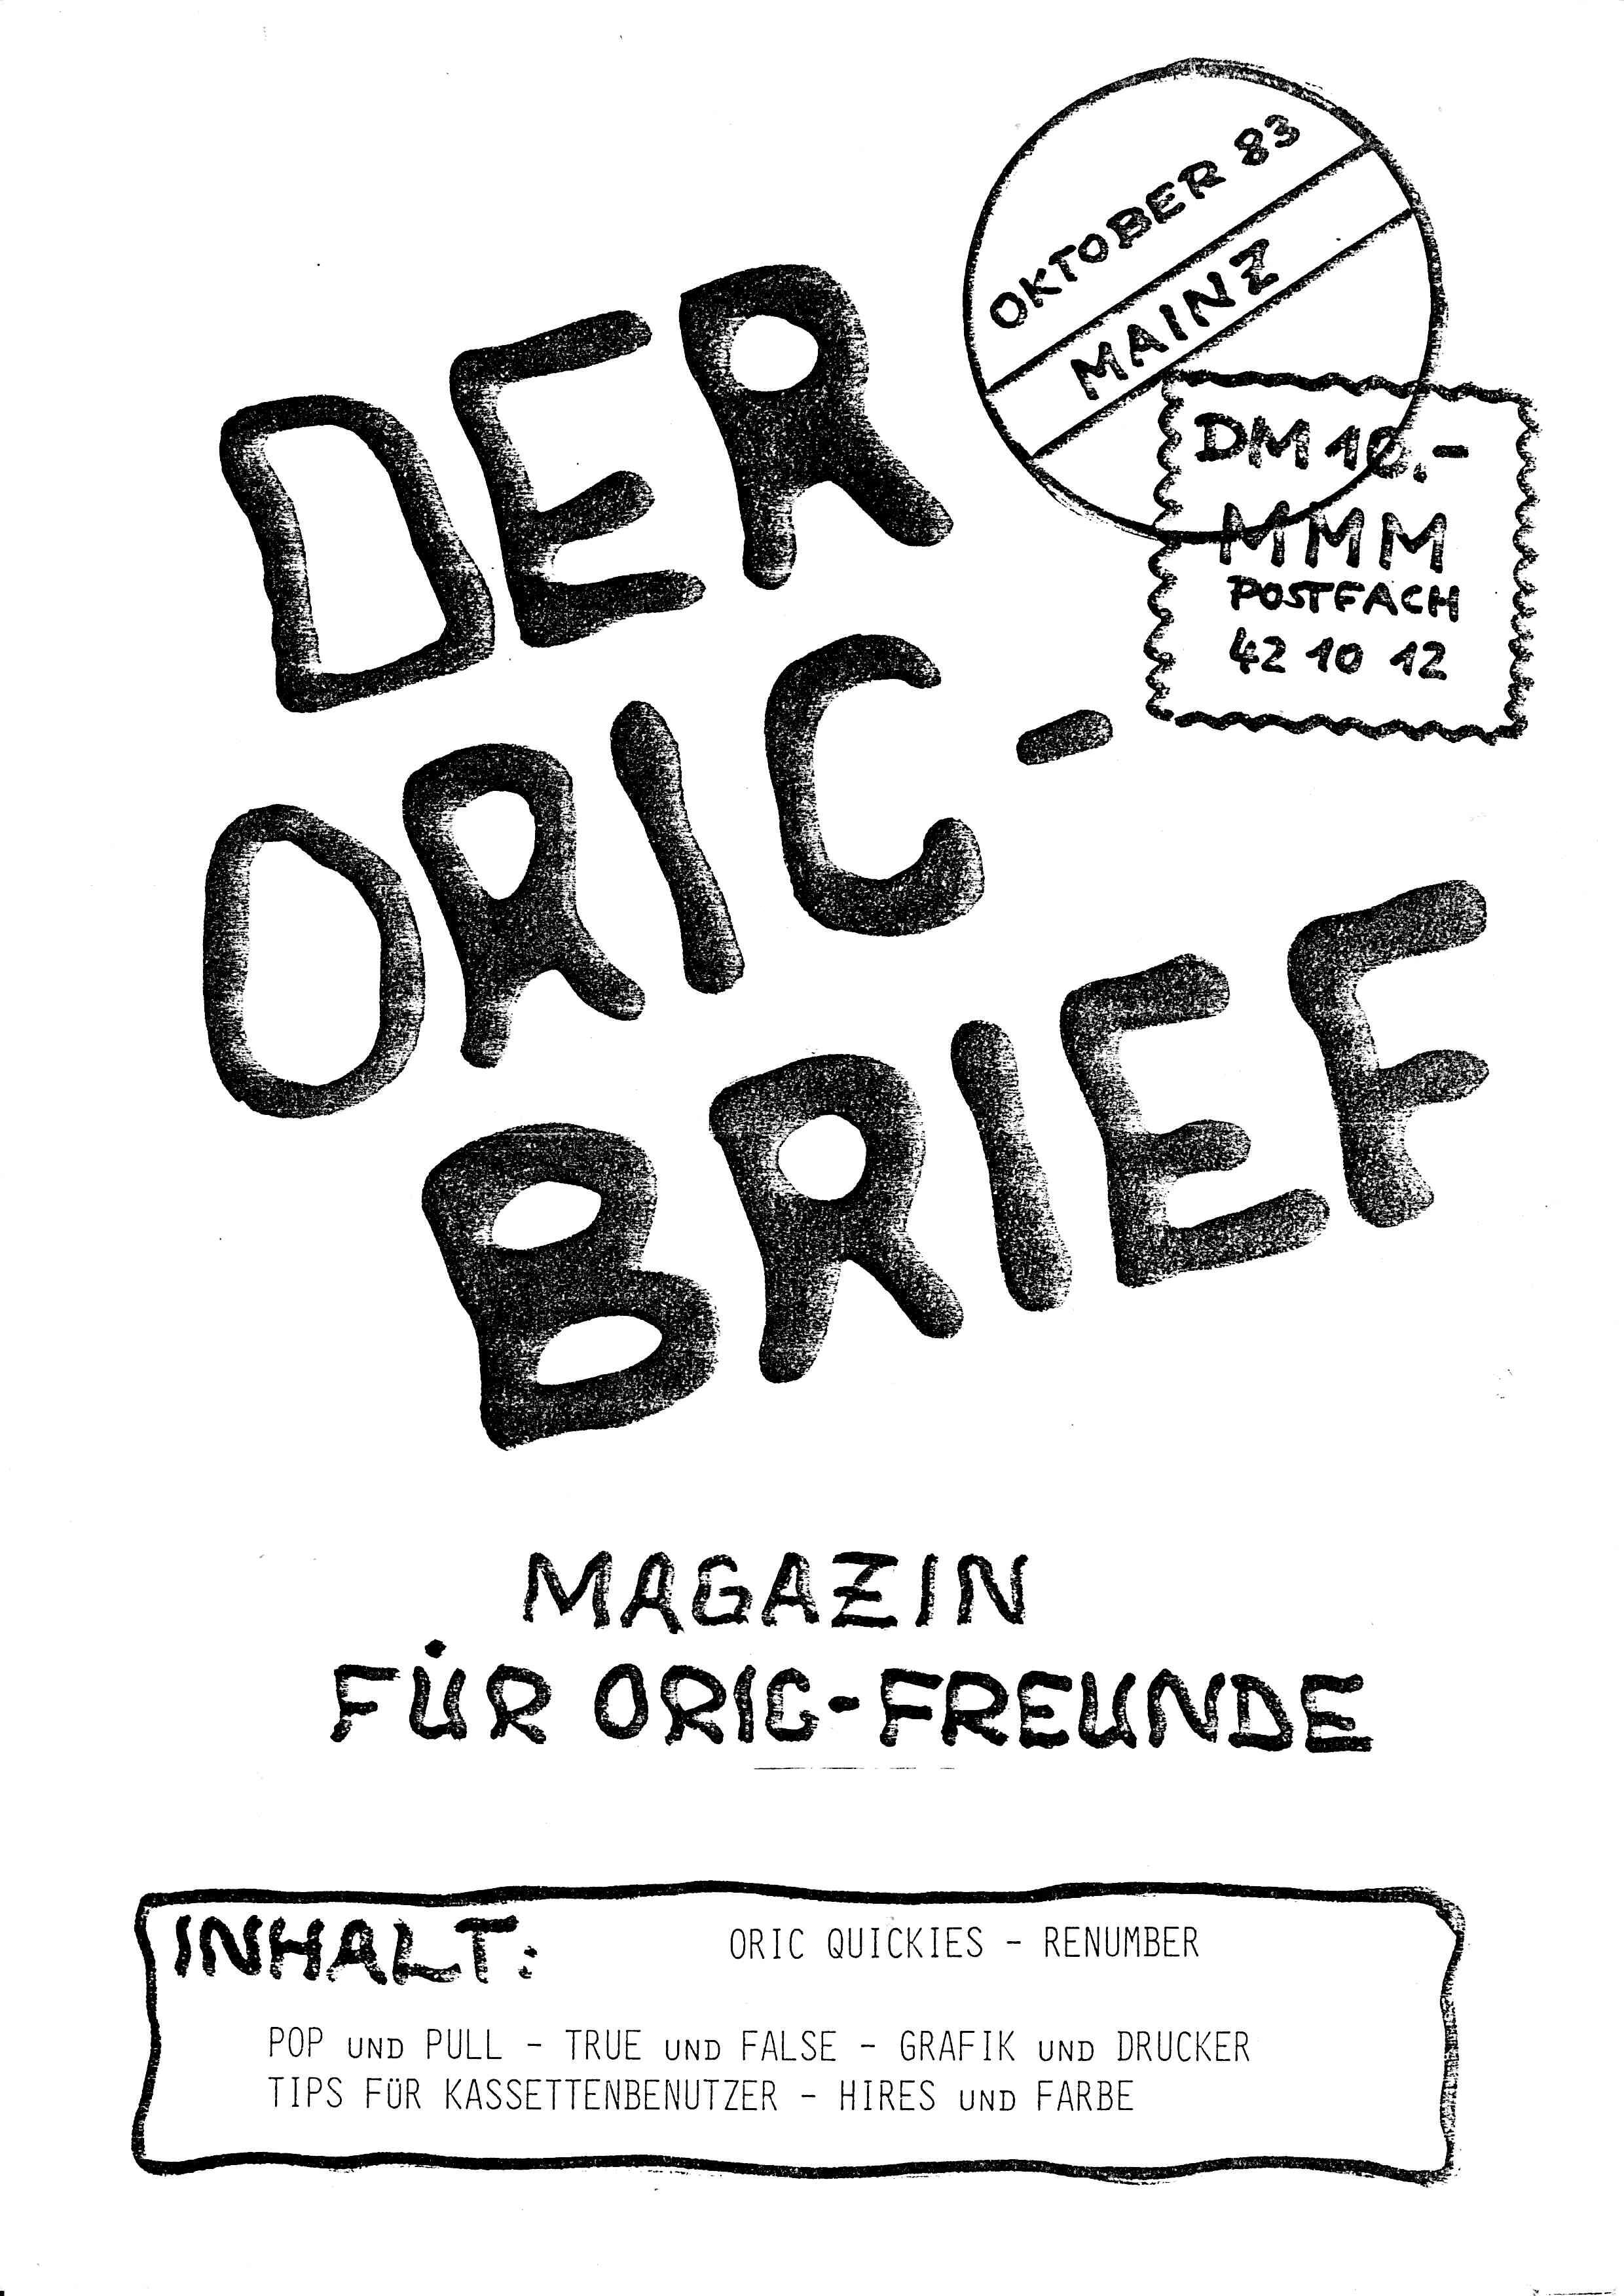 OKTOBER 83
MAINZ
DM 10.-
MMM
POSTFACH
42 10 12
DER
ORIC-
BRIEF
MAGAZIN
FÜR ORIC-FREUNDE
INHALT:
ORIC QUICKIES - RENUMBER
POP UND PULL - TRUE UND FALSE - GRAFIK UND DRUCKER
TIPS FÜR KASSETTENBENUTZER - HIRES UND FARBE